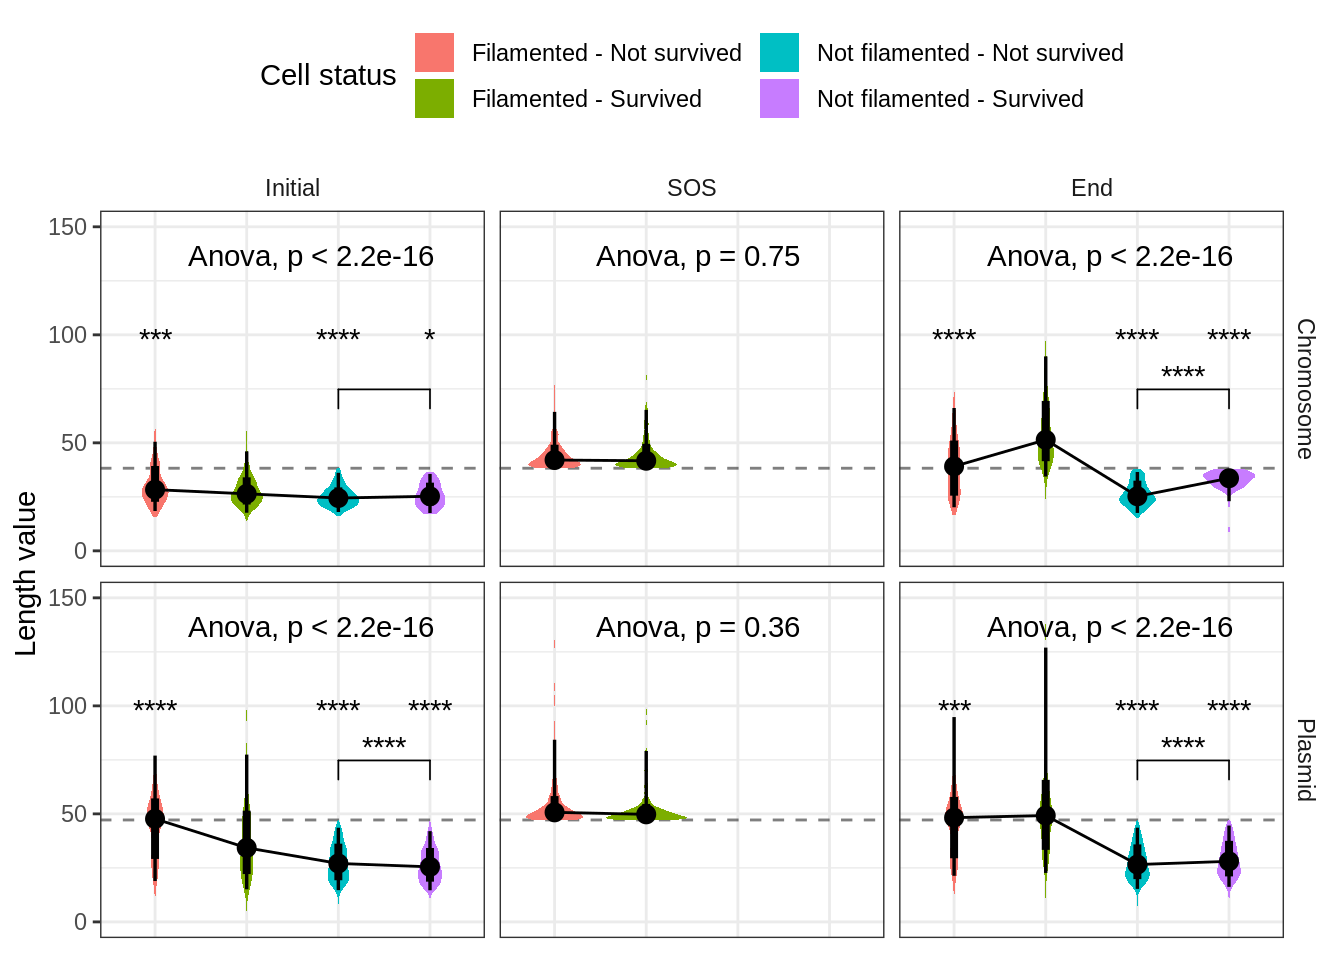 Cell status
Filamented - Not survived
Not filamented - Not survived
Filamented - Survived
Not filamented - Survived
Initial
SOS
End
150
Anova, p < 2.2e-16
Anova, p = 0.75
Anova, p < 2.2e-16
100
***
****
*
****
****
****
****
50
0
Chromosome
Length value
150
Anova, p < 2.2e-16
Anova, p = 0.36
Anova, p < 2.2e-16
100
****
****
****
***
****
****
****
****
50
0
Plasmid